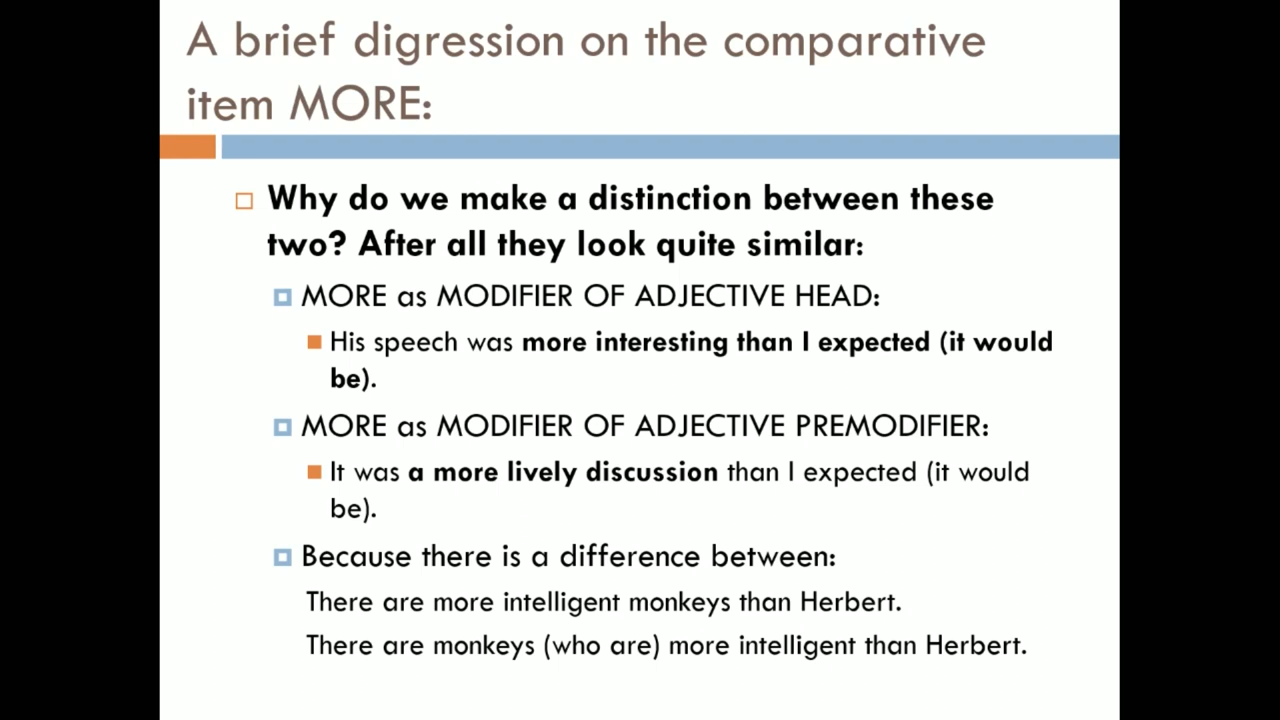 A brief digression on the comparative
item MORE:
Why do we make a distinction between these
two? After all they look quite similar:
MORE as MODIFIER OF ADJECTIVE HEAD:
His speech was more interesting than I expected (it would
be).
MORE as MODIFIER OF ADJECTIVE PREMODIFIER:
It was a more lively discussion than I expected (it would
be).
Because there is a difference between:
There are more intelligent monkeys than Herbert.
There are monkeys (who are) more intelligent than Herbert.